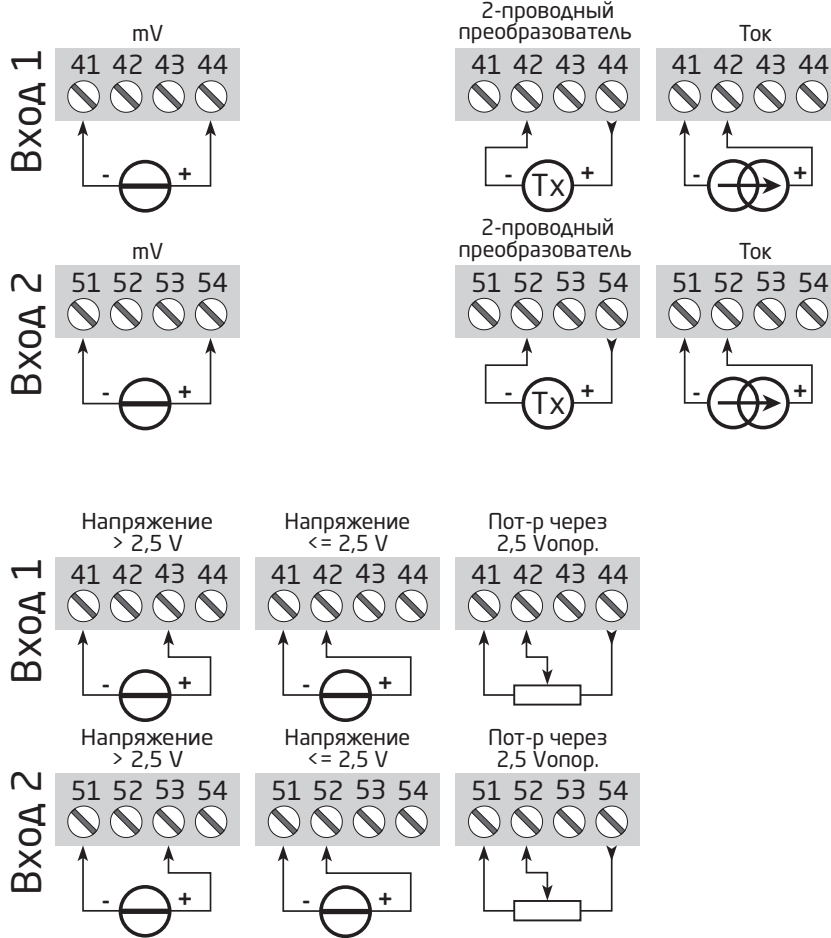 Вход 1
mV
41 42 43 44
- +
2-проводный
преобразователь
41 42 43 44
- Tx +
Ток
41 42 43 44
- +
Вход 2
mV
51 52 53 54
- +
2-проводный
преобразователь
51 52 53 54
- Tx +
Ток
51 52 53 54
- +
Вход 1
Напряжение
> 2,5 V
41 42 43 44
- +
Напряжение
<= 2,5 V
41 42 43 44
- +
Пот-р через
2,5 Vопор.
41 42 43 44
Вход 2
Напряжение
> 2,5 V
51 52 53 54
- +
Напряжение
<= 2,5 V
51 52 53 54
- +
Пот-р через
2,5 Vопор.
51 52 53 54